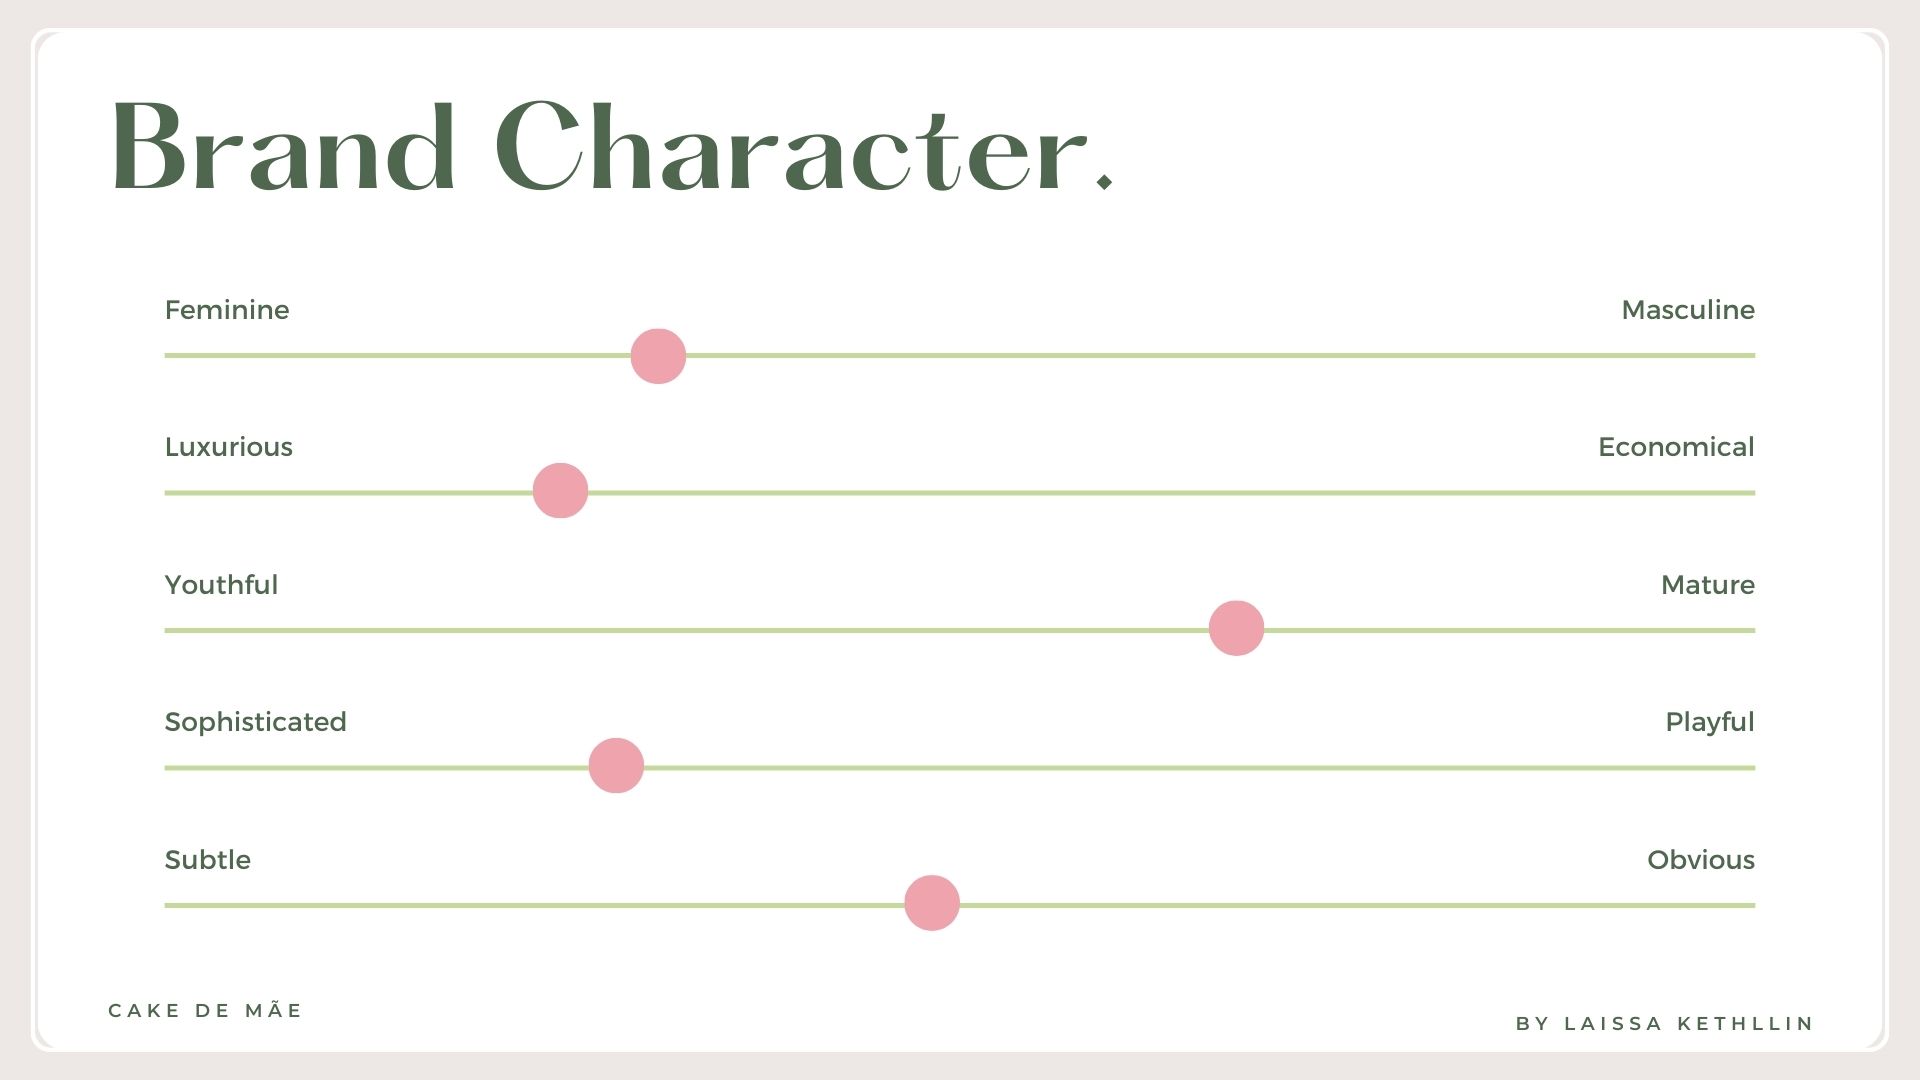 Brand Character.
Feminine Masculine
Luxurious Economical
Youthful Mature
Sophisticated Playful
Subtle Obvious
CAKE DE MÃE
BY LAISSA KETHLLIN